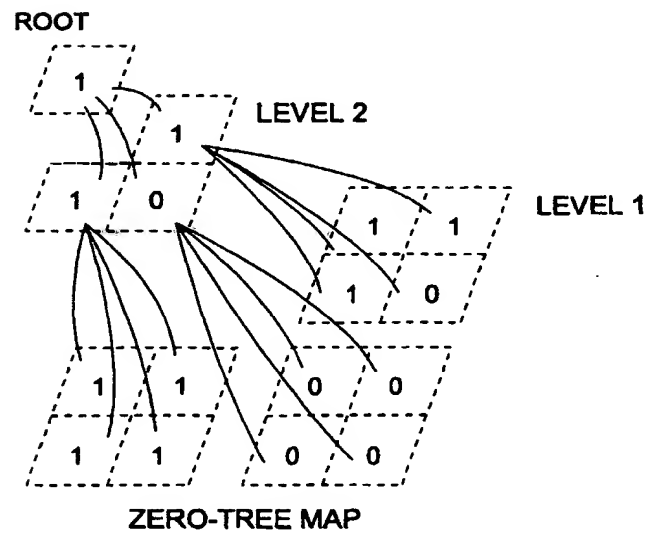 ROOT
1
1
LEVEL 2
1 0
LEVEL 1
1 1
1 0
1 1
0 0
1 1
0 0
ZERO-TREE MAP